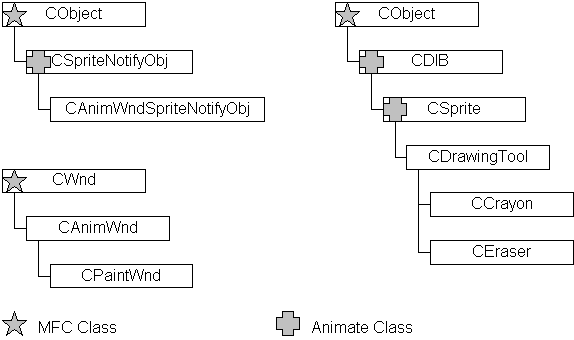 CObject
CSpriteNotifyObj
CAnimWndSpriteNotifyObj
CWnd
CAnimWnd
CPaintWnd
CObject
CDIB
CSprite
CDrawingTool
CCrayon
CEraser
MFC Class
Animate Class